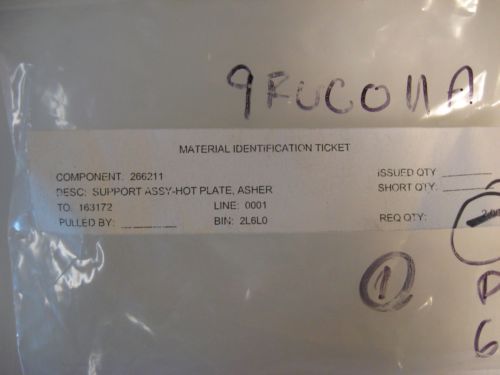 9FUC011A
MATERIAL IDENTIFICATION TICKET
COMPONENT: 266211 ISSUED QTY
DESC: SUPPORT ASSY-HOT PLATE, ASHER SHORT QTY:
TO: 163172 LINE: 0001
PULLED BY: BIN: 2L6L0 REQ QTY:
1
6